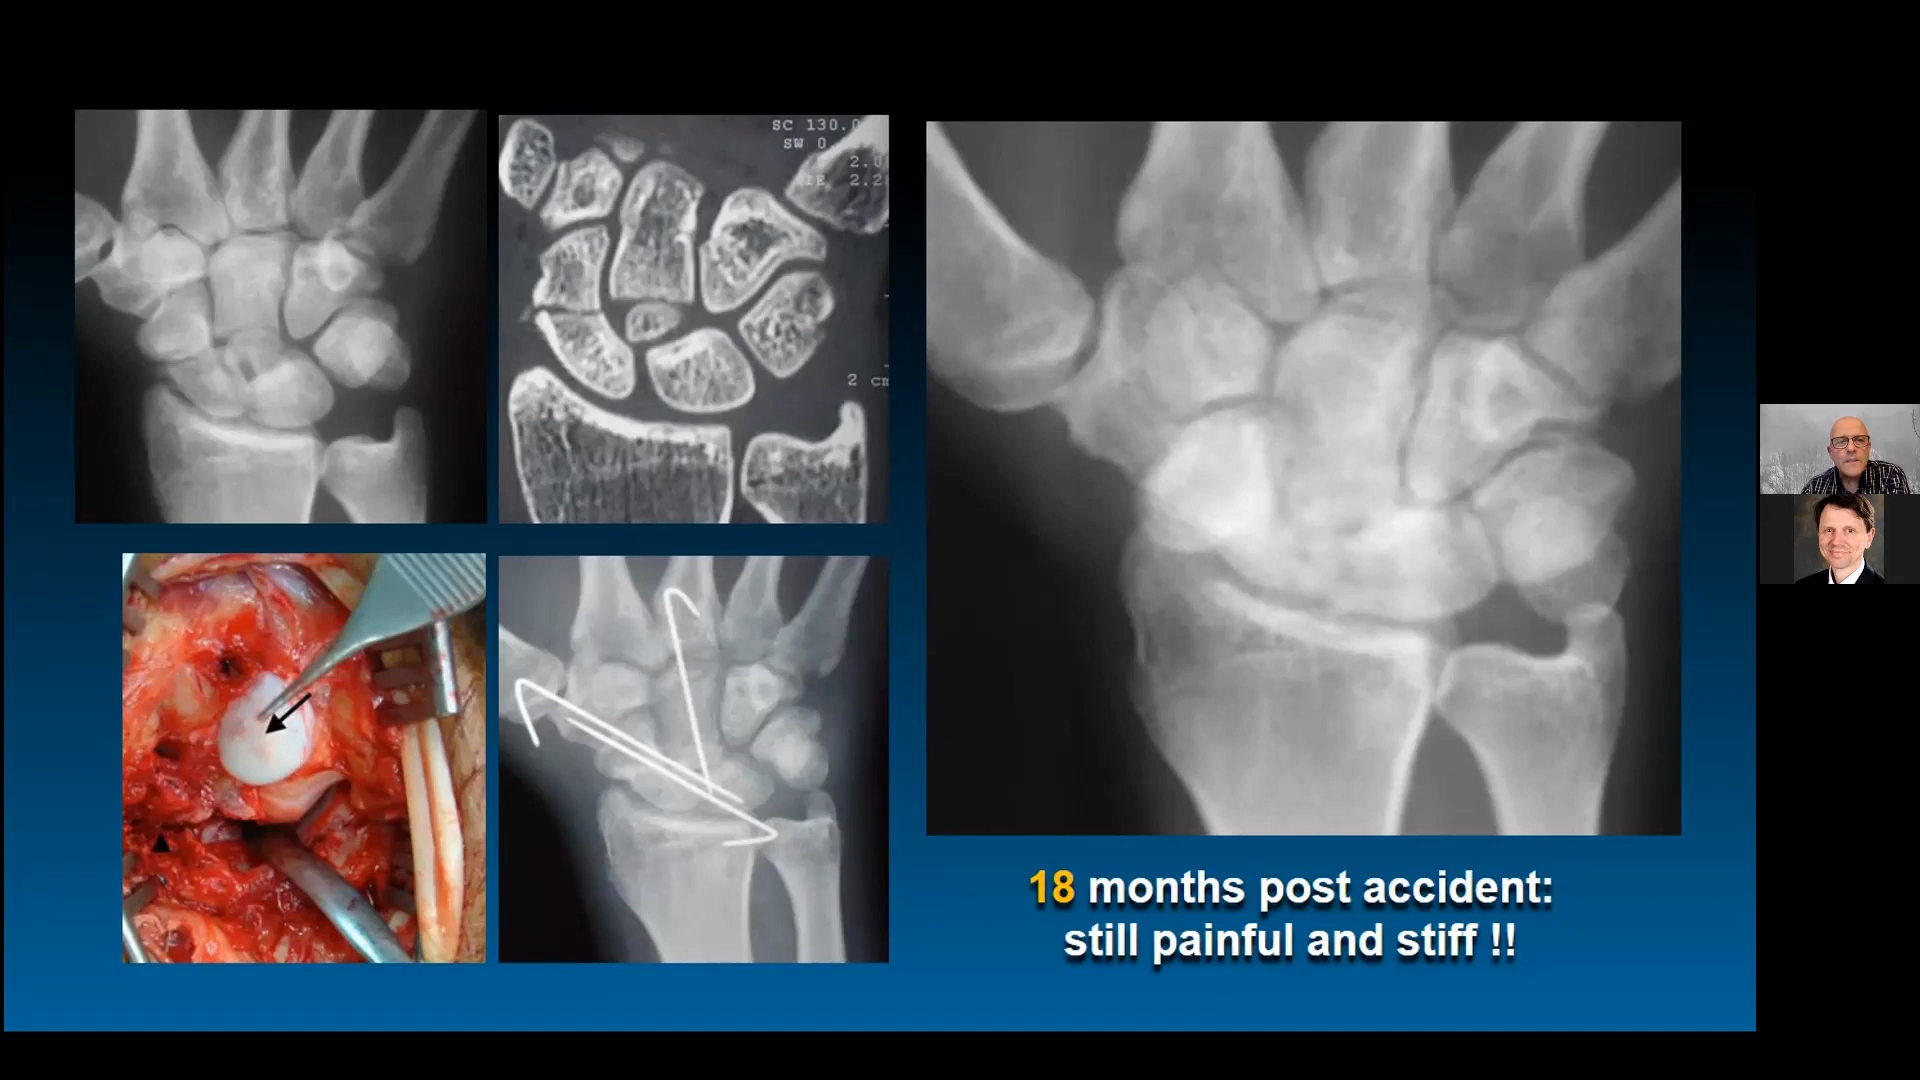 SC 130.0
SW 0
2.0
IE 2.2
2 cm
18 months post accident:
still painful and stiff !!